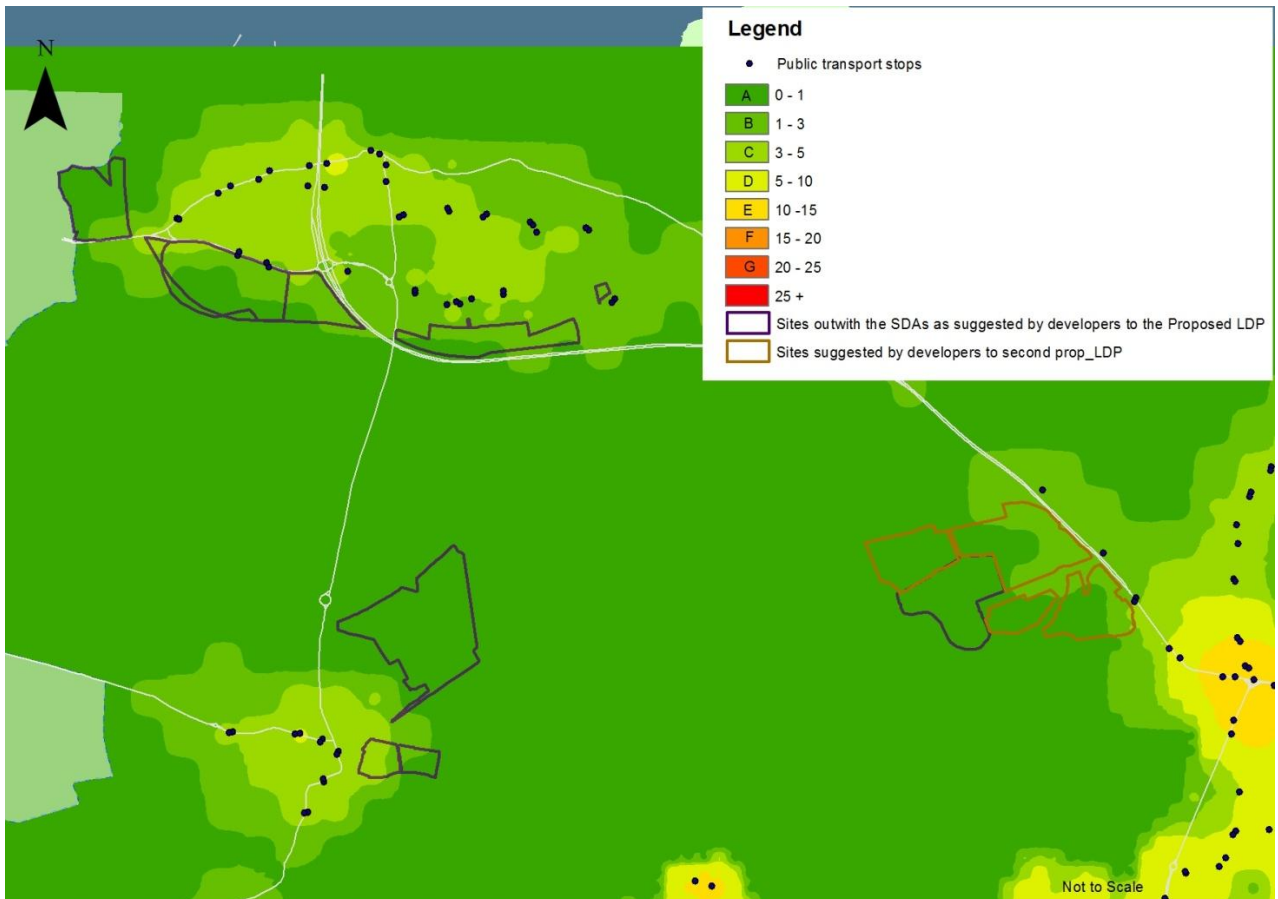 N
Legend
Public transport stops
A 0 - 1
B 1 - 3
C 3 - 5
D 5 - 10
E 10 -15
F 15 - 20
G 20 - 25
25 +
Sites outwith the SDAs as suggested by developers to the Proposed LDP
Sites suggested by developers to second prop_LDP
Not to Scale